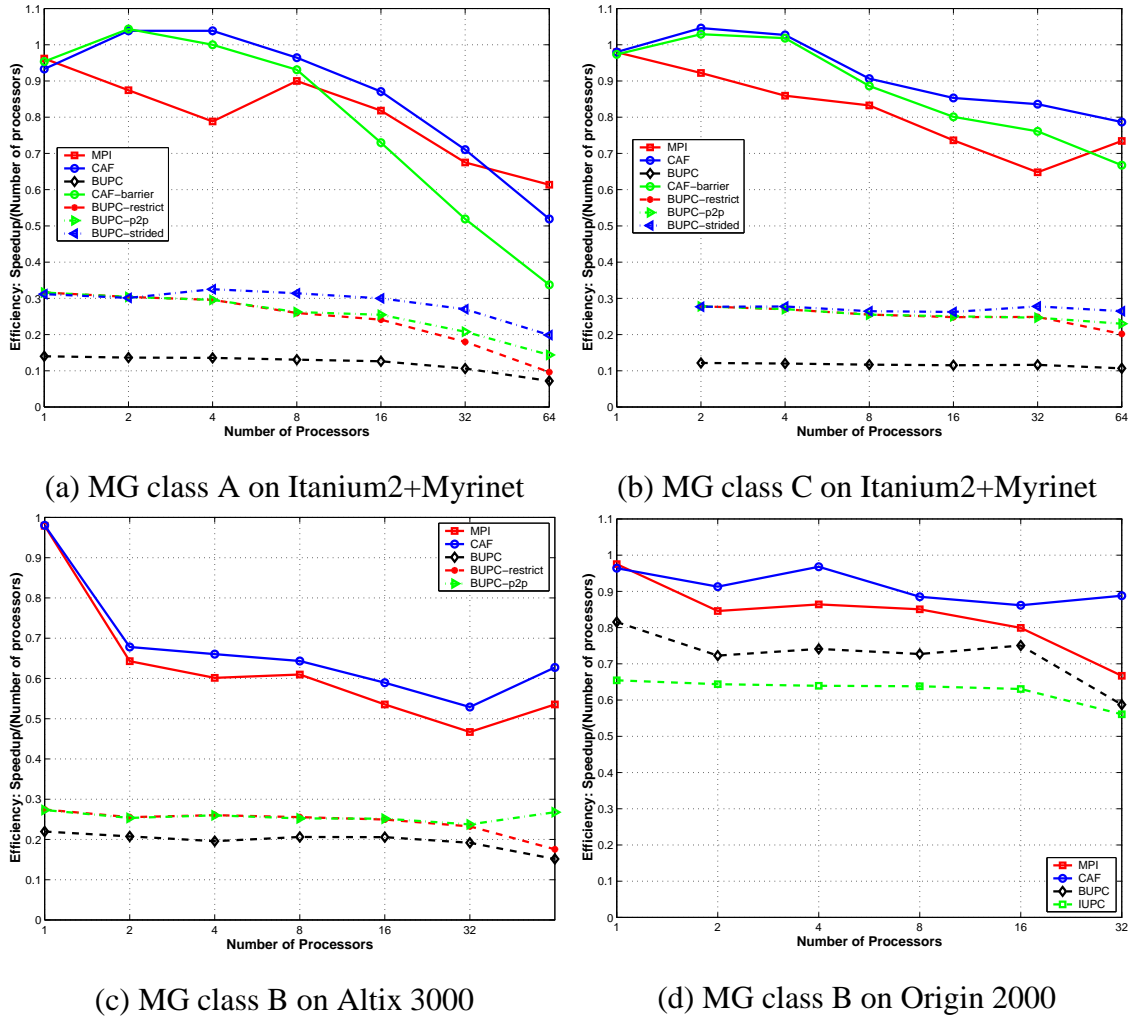 1.1
1
0.9
0.8
0.7
0.6
0.5
0.4
0.3
0.2
0.1
0
Efficiency: Speedup/(Number of processors)
MPI
CAF
BUPC
CAF−barrier
BUPC−restrict
BUPC−p2p
BUPC−strided
1 2 4 8 16 32 64
Number of Processors
(a) MG class A on Itanium2+Myrinet
1.1
1
0.9
0.8
0.7
0.6
0.5
0.4
0.3
0.2
0.1
0
Efficiency: Speedup/(Number of processors)
MPI
CAF
BUPC
CAF−barrier
BUPC−restrict
BUPC−p2p
BUPC−strided
1 2 4 8 16 32 64
Number of Processors
(b) MG class C on Itanium2+Myrinet
1
0.9
0.8
0.7
0.6
0.5
0.4
0.3
0.2
0.1
0
Efficiency: Speedup/(Number of processors)
MPI
CAF
BUPC
BUPC−restrict
BUPC−p2p
1 2 4 8 16 32
Number of Processors
(c) MG class B on Altix 3000
1.1
1
0.9
0.8
0.7
0.6
0.5
0.4
0.3
0.2
0.1
0
Efficiency: Speedup/(Number of processors)
MPI
CAF
BUPC
IUPC
1 2 4 8 16 32
Number of Processors
(d) MG class B on Origin 2000